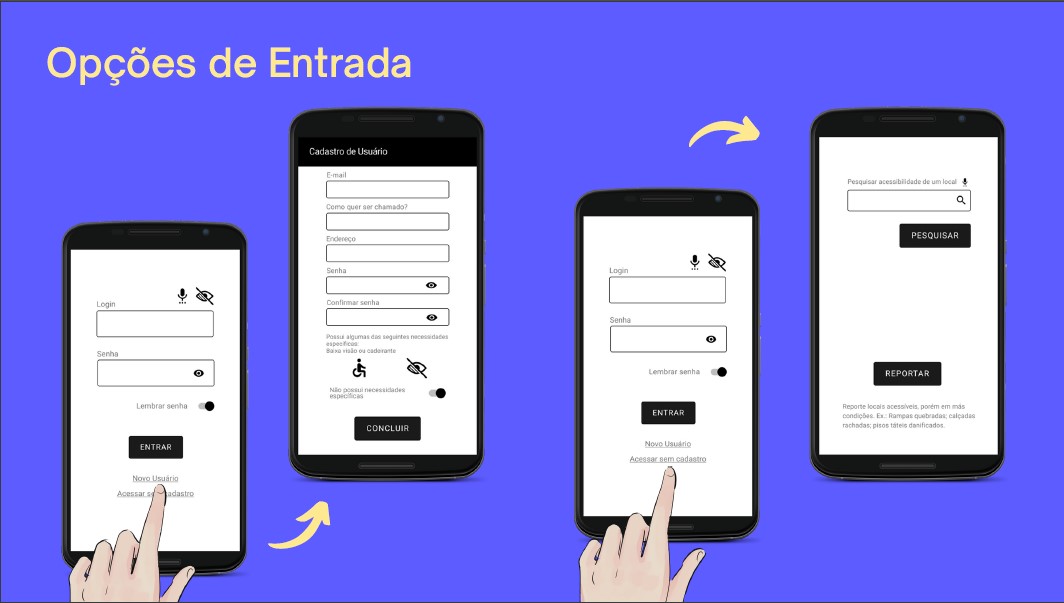 Opções de Entrada
Login
Senha
Lembrar senha
ENTRAR
Novo Usuário
Acessar se cadastro
Cadastro de Usuário
E-mail
Como quer ser chamado?
Endereço
Senha
Confirmar senha
Possui algumas das seguintes necessidades
específicas:
Baixa visão ou cadeirante
Não possui necessidades
específicas
CONCLUIR
Login
Senha
Lembrar senha
ENTRAR
Novo Usuário
Acessar sem cadastro
Pesquisar acessibilidade de um local
PESQUISAR
REPORTAR
Reporte locais acessíveis, porém em más
condições. Ex.: Rampas quebradas; calçadas
rachadas; pisos táteis danificados.